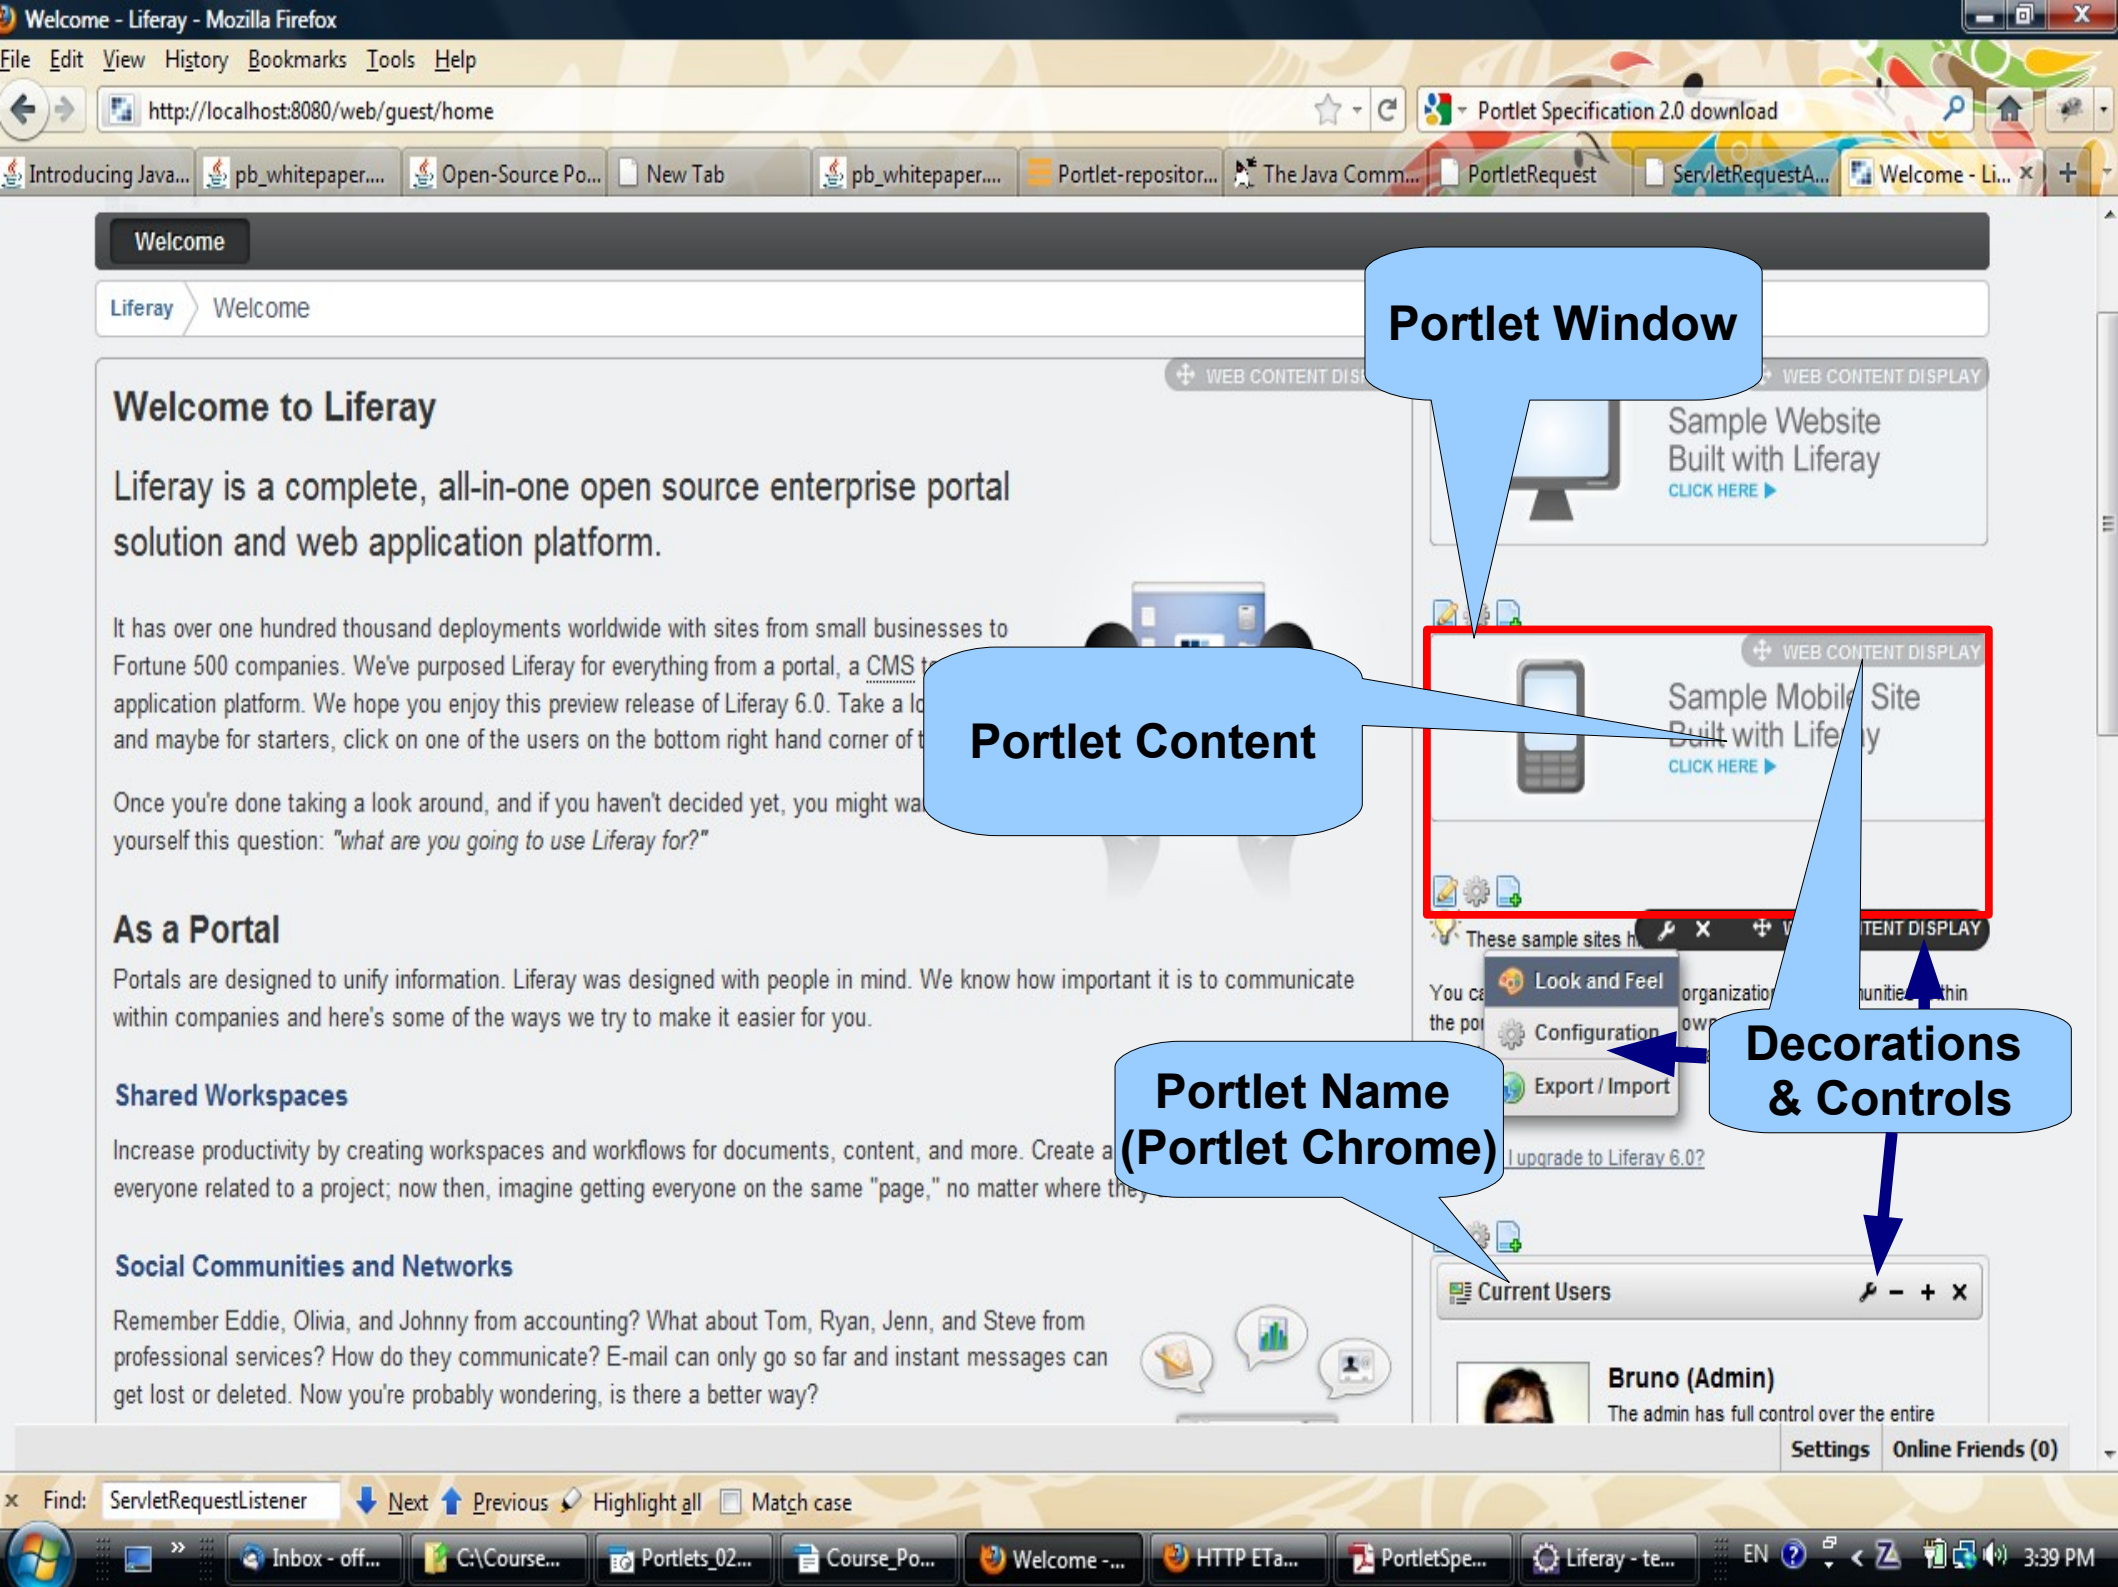 Welcome - Liferay - Mozilla Firefox
File Edit View History Bookmarks Tools Help
http://localhost:8080/web/guest/home
Portlet Specification 2.0 download
Introducing Java...
pb_whitepaper....
Open-Source Po...
New Tab
pb_whitepaper....
Portlet-repositor...
The Java Comm...
PortletRequest
ServletRequestA...
Welcome - Li...
Welcome
Liferay
Welcome
Portlet Window
WEB CONTENT
WEB CONTENT DISPLAY
Welcome to Liferay
Sample Website
Built with Liferay
CLICK HERE
Liferay is a complete, all-in-one open source enterprise portal
solution and web application platform.
It has over one hundred thousand deployments worldwide with sites from small businesses to
Fortune 500 companies. We've purposed Liferay for everything from a portal, a CMS
application platform. We hope you enjoy this preview release of Liferay 6.0. Take a
and maybe for starters, click on one of the users on the bottom right hand corner of
Once you're done taking a look around, and if you haven't decided yet, you might
yourself this question: "what are you going to use Liferay for?"
Portlet Content
WEB CONTENT DISPLAY
Sample Mobile Site
Built with Liferay
CLICK HERE
As a Portal
Portals are designed to unify information. Liferay was designed with people in mind. We know how important it is to communicate
within companies and here's some of the ways we try to make it easier for you.
These sample sites
DISPLAY
Look and Feel
Configuration
Export / Import
You
the
Decorations
& Controls
Portlet Name
(Portlet Chrome)
I upgrade to Liferay 6.0?
Shared Workspaces
Increase productivity by creating workspaces and workflows for documents, content, and more. Create a
everyone related to a project; now then, imagine getting everyone on the same "page," no matter where
Social Communities and Networks
Remember Eddie, Olivia, and Johnny from accounting? What about Tom, Ryan, Jenn, and Steve from
professional services? How do they communicate? E-mail can only go so far and instant messages can
get lost or deleted. Now you're probably wondering, is there a better way?
Current Users
Bruno (Admin)
The admin has full control over the entire
Settings
Online Friends (0)
x Find: ServletRequestListener Next Previous Highlight all Match case
Inbox - off...
C:\Course...
Portlets_02...
Course_Po...
Welcome -...
HTTP ETa...
PortletSpe...
Liferay - te...
EN
3:39 PM